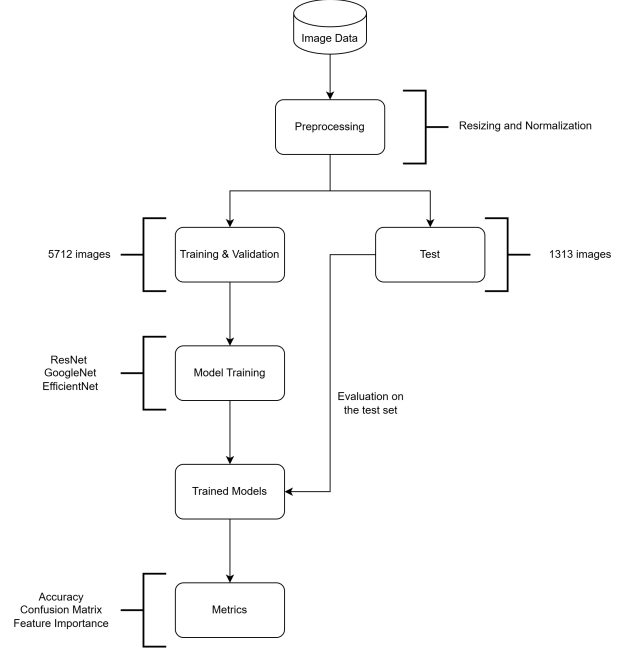 Image Data
Preprocessing
Resizing and Normalization
5712 images
Training & Validation
Test
1313 images
ResNet
GoogleNet
EfficientNet
Model Training
Evaluation on
the test set
Trained Models
Accuracy
Confusion Matrix
Feature Importance
Metrics